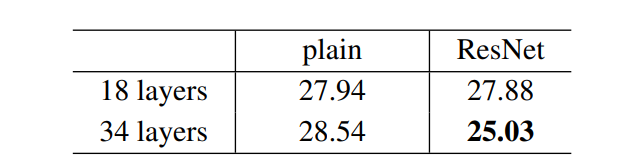 plain ResNet
18 layers 27.94 27.88
34 layers 28.54 25.03